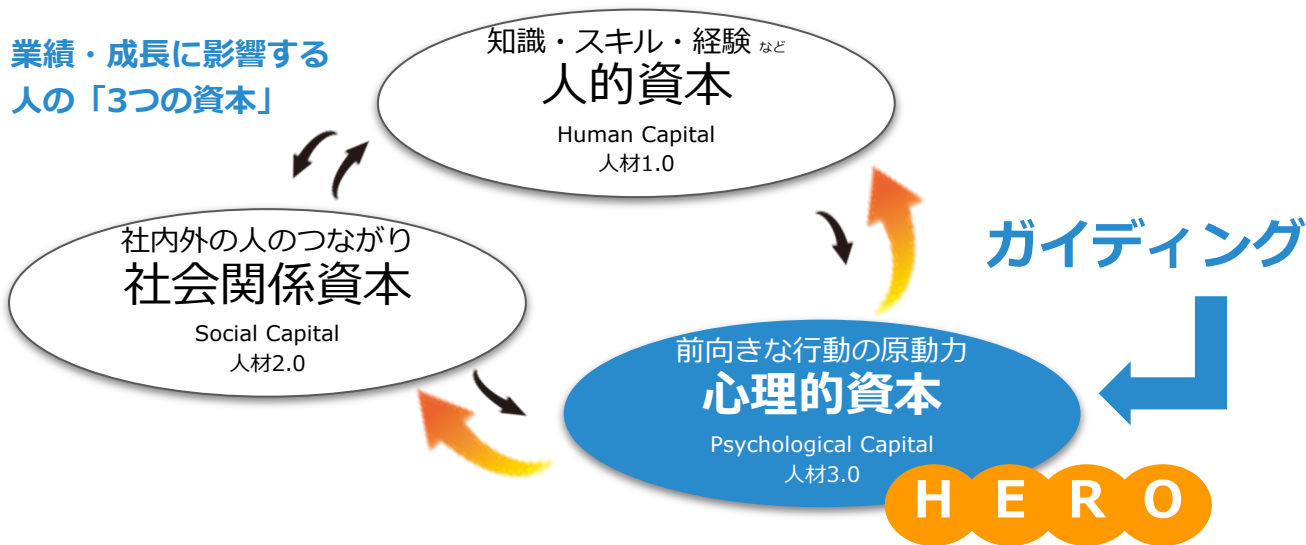 業績・成長に影響する
人の「3つの資本」
知識・スキル・経験 など
人的資本
Human Capital
人材1.0
社内外の人のつながり
社会関係資本
Social Capital
人材2.0
ガイディング
前向きな行動の原動力
心理的資本
Psychological Capital
人材3.0
H E R O